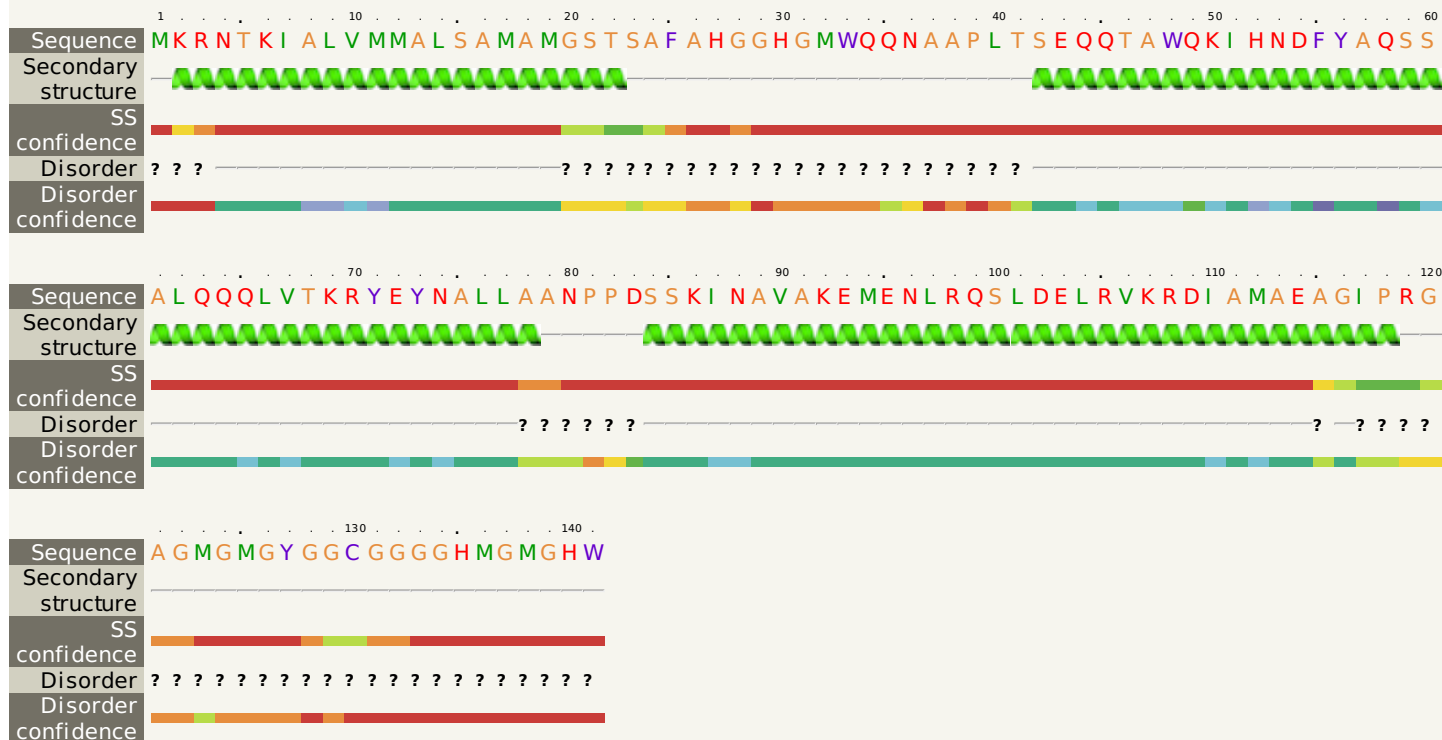 1 10 20 30 40 50 60
Sequence M K R N T K I A L V M M A L S A M A M G S T S A F A H G G H G M W Q Q N A A P L T S E Q Q T A W Q K I H N D F Y A Q S S
Secondary
structure
SS
confidence
Disorder ? ? ? ? ? ? ? ? ? ? ? ? ? ? ? ? ? ? ? ? ? ? ? ? ?
Disorder
confidence
70 80 90 100 110 120
Sequence A L Q Q Q L V T K R Y E Y N A L L A A N P P D S S K I N A V A K E M E N L R Q S L D E L R V K R D I A M A E A G I P R G
Secondary
structure
SS
confidence
Disorder ? ? ? ? ? ? ? ? ? ? ?
Disorder
confidence
130 140
Sequence A G M G M G Y G G C G G G G H M G M G H W
Secondary
structure
SS
confidence
Disorder ? ? ? ? ? ? ? ? ? ? ? ? ? ? ? ? ? ? ? ? ?
Disorder
confidence